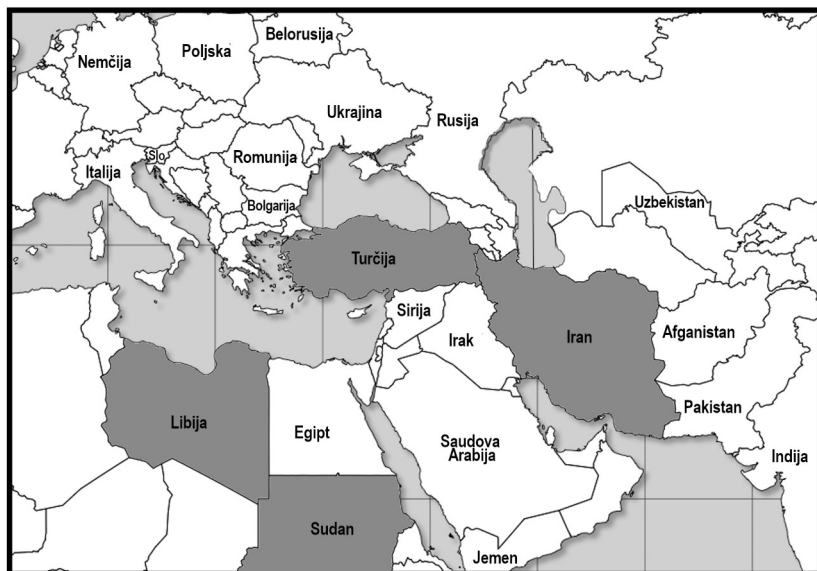 Belorusija
Nemčija
Poljska
Ukrajina
Rusija
Slo
Romunija
Italija
Uzbekistan
Bolgarija
Turčija
Sirija
Afganistan
Irak
Iran
Pakistan
Libija
Egipt
Saudova
Arabija
Indija
Sudan
Jemen